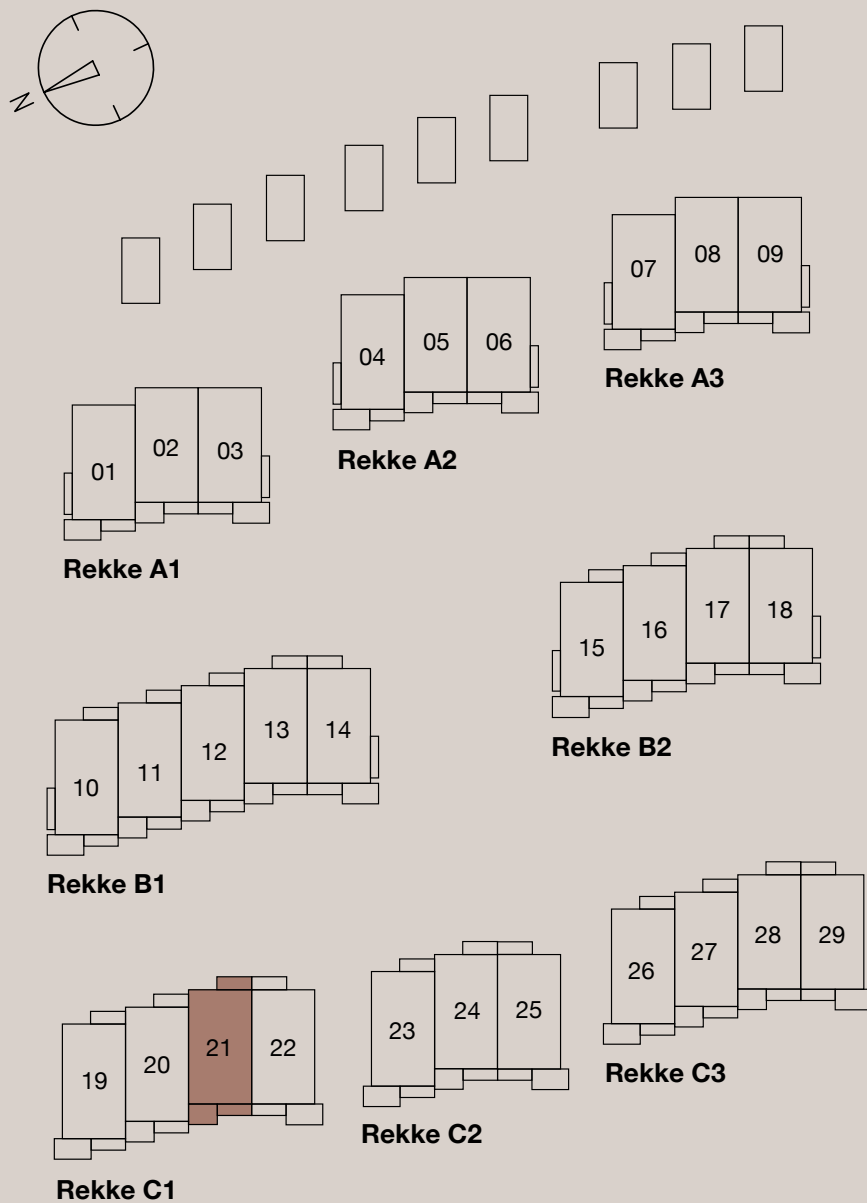 N
07 08 09
Rekke A3
04 05 06
Rekke A2
01 02 03
Rekke A1
15 16 17 18
Rekke B2
10 11 12 13 14
Rekke B1
26 27 28 29
Rekke C3
23 24 25
Rekke C2
19 20 21 22
Rekke C1